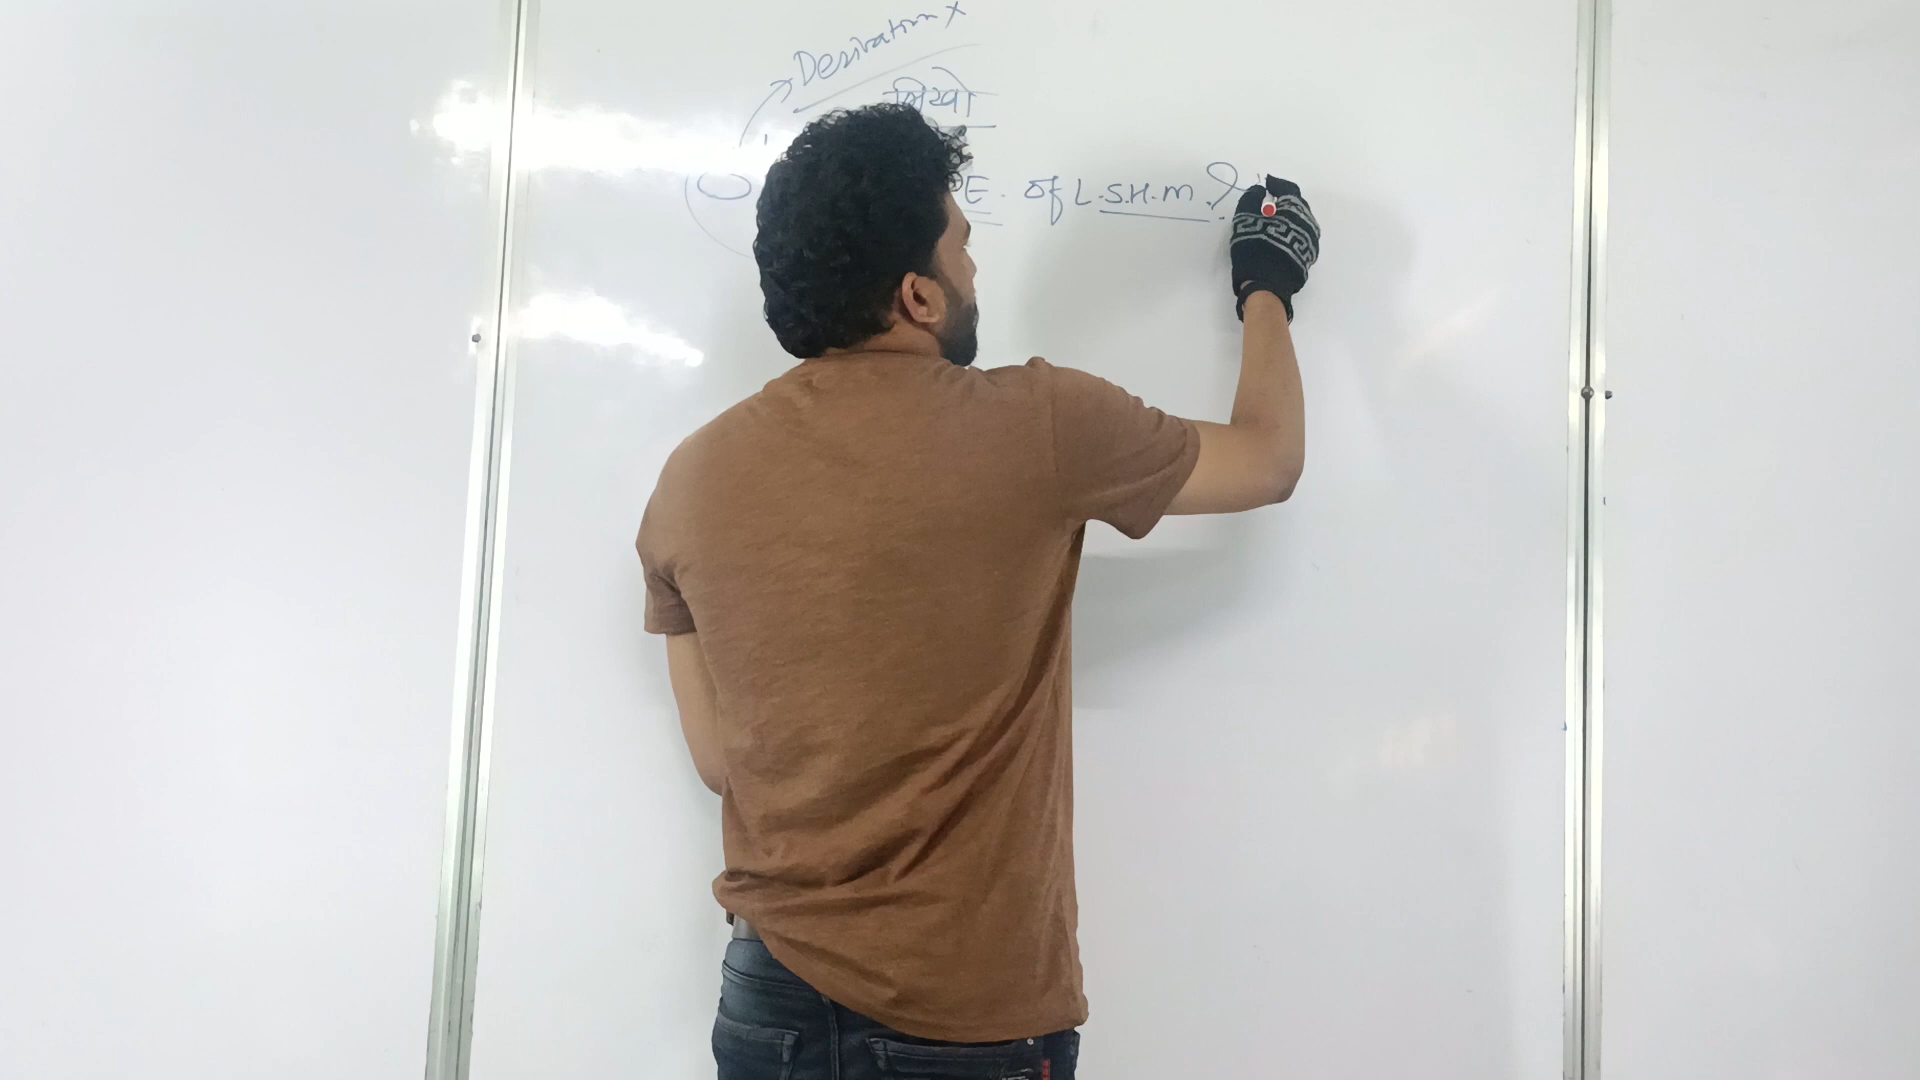 Derivation x
लिखो
E. of L.S.H.M.